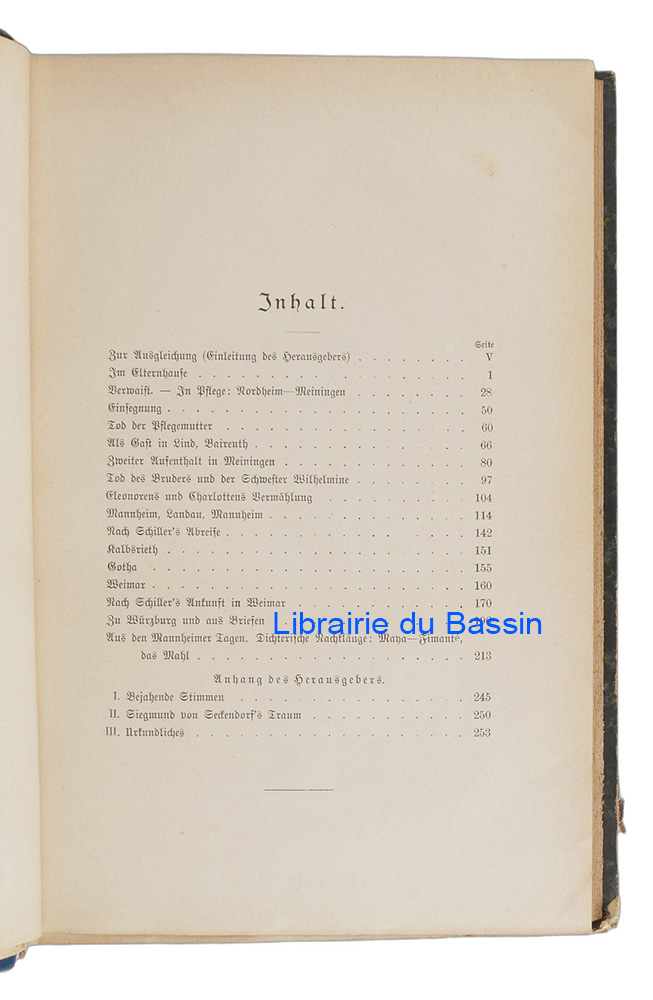 Inhalt.
Seite
Zur Ausgleichung (Einleitung des Herausgebers) . . . . . . . . V
Im Elternhause . . . . . . . . . . . . . . . . . 1
Verwaist. — In Pflege: Nordheim—Meiningen . . . . . . . . 28
Einsegnung . . . . . . . . . . . . . . . . . . 50
Tod der Pflegemutter . . . . . . . . . . . . . . . 60
Als Gast in Lind, Baireuth . . . . . . . . . . . . . 66
Zweiter Aufenthalt in Meiningen . . . . . . . . . . . 80
Tod des Bruders und der Schwester Wilhelmine . . . . . . . 97
Eleonorens und Charlottens Vermählung . . . . . . . . . 104
Mannheim, Landau, Mannheim . . . . . . . . . . . . 114
Nach Schiller's Abreise . . . . . . . . . . . . . . 142
Kalbsrieth . . . . . . . . . . . . . . . . . . 151
Gotha . . . . . . . . . . . . . . . . . . . 155
Weimar . . . . . . . . . . . . . . . . . . . 160
Nach Schiller's Ankunft in Weimar . . . . . . . . . . 170
Zu Würzburg und aus Briefen
Librairie du Bassin
Aus den Mannheimer Tagen. Dichterische Nachklänge: Maya—
das Mahl . . . . . . . . . . . . . . . . . 213
Anhang des Herausgebers.
I. Bejahende Stimmen . . . . . . . . . . . . . . 245
II. Siegmund von Seckendorf's Traum . . . . . . . . . . 250
III. Urkundliches . . . . . . . . . . . . . . . . 253